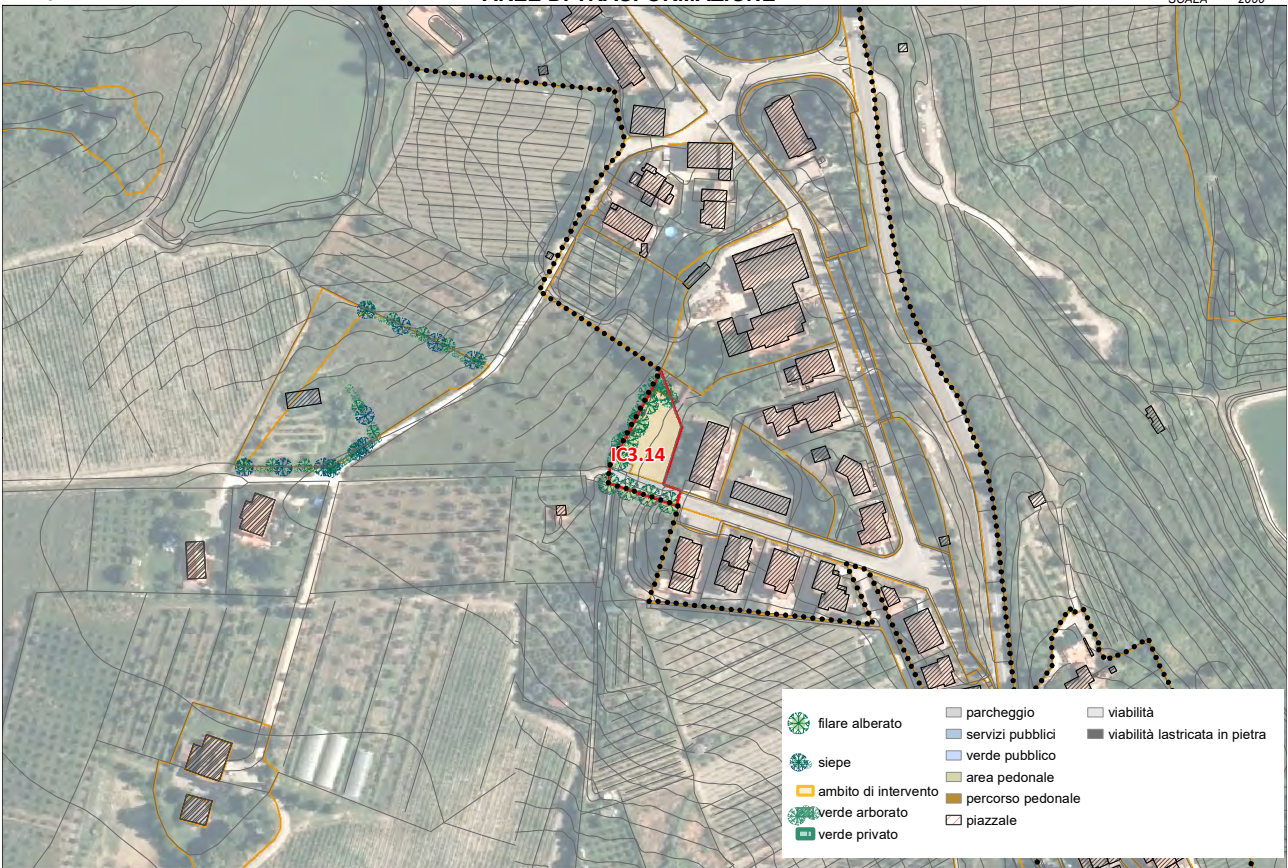 IC3.14
filare alberato
siepe
ambito di intervento
verde arborato
verde privato
parcheggio
servizi pubblici
verde pubblico
area pedonale
percorso pedonale
piazzale
viabilità
viabilità lastricata in pietra